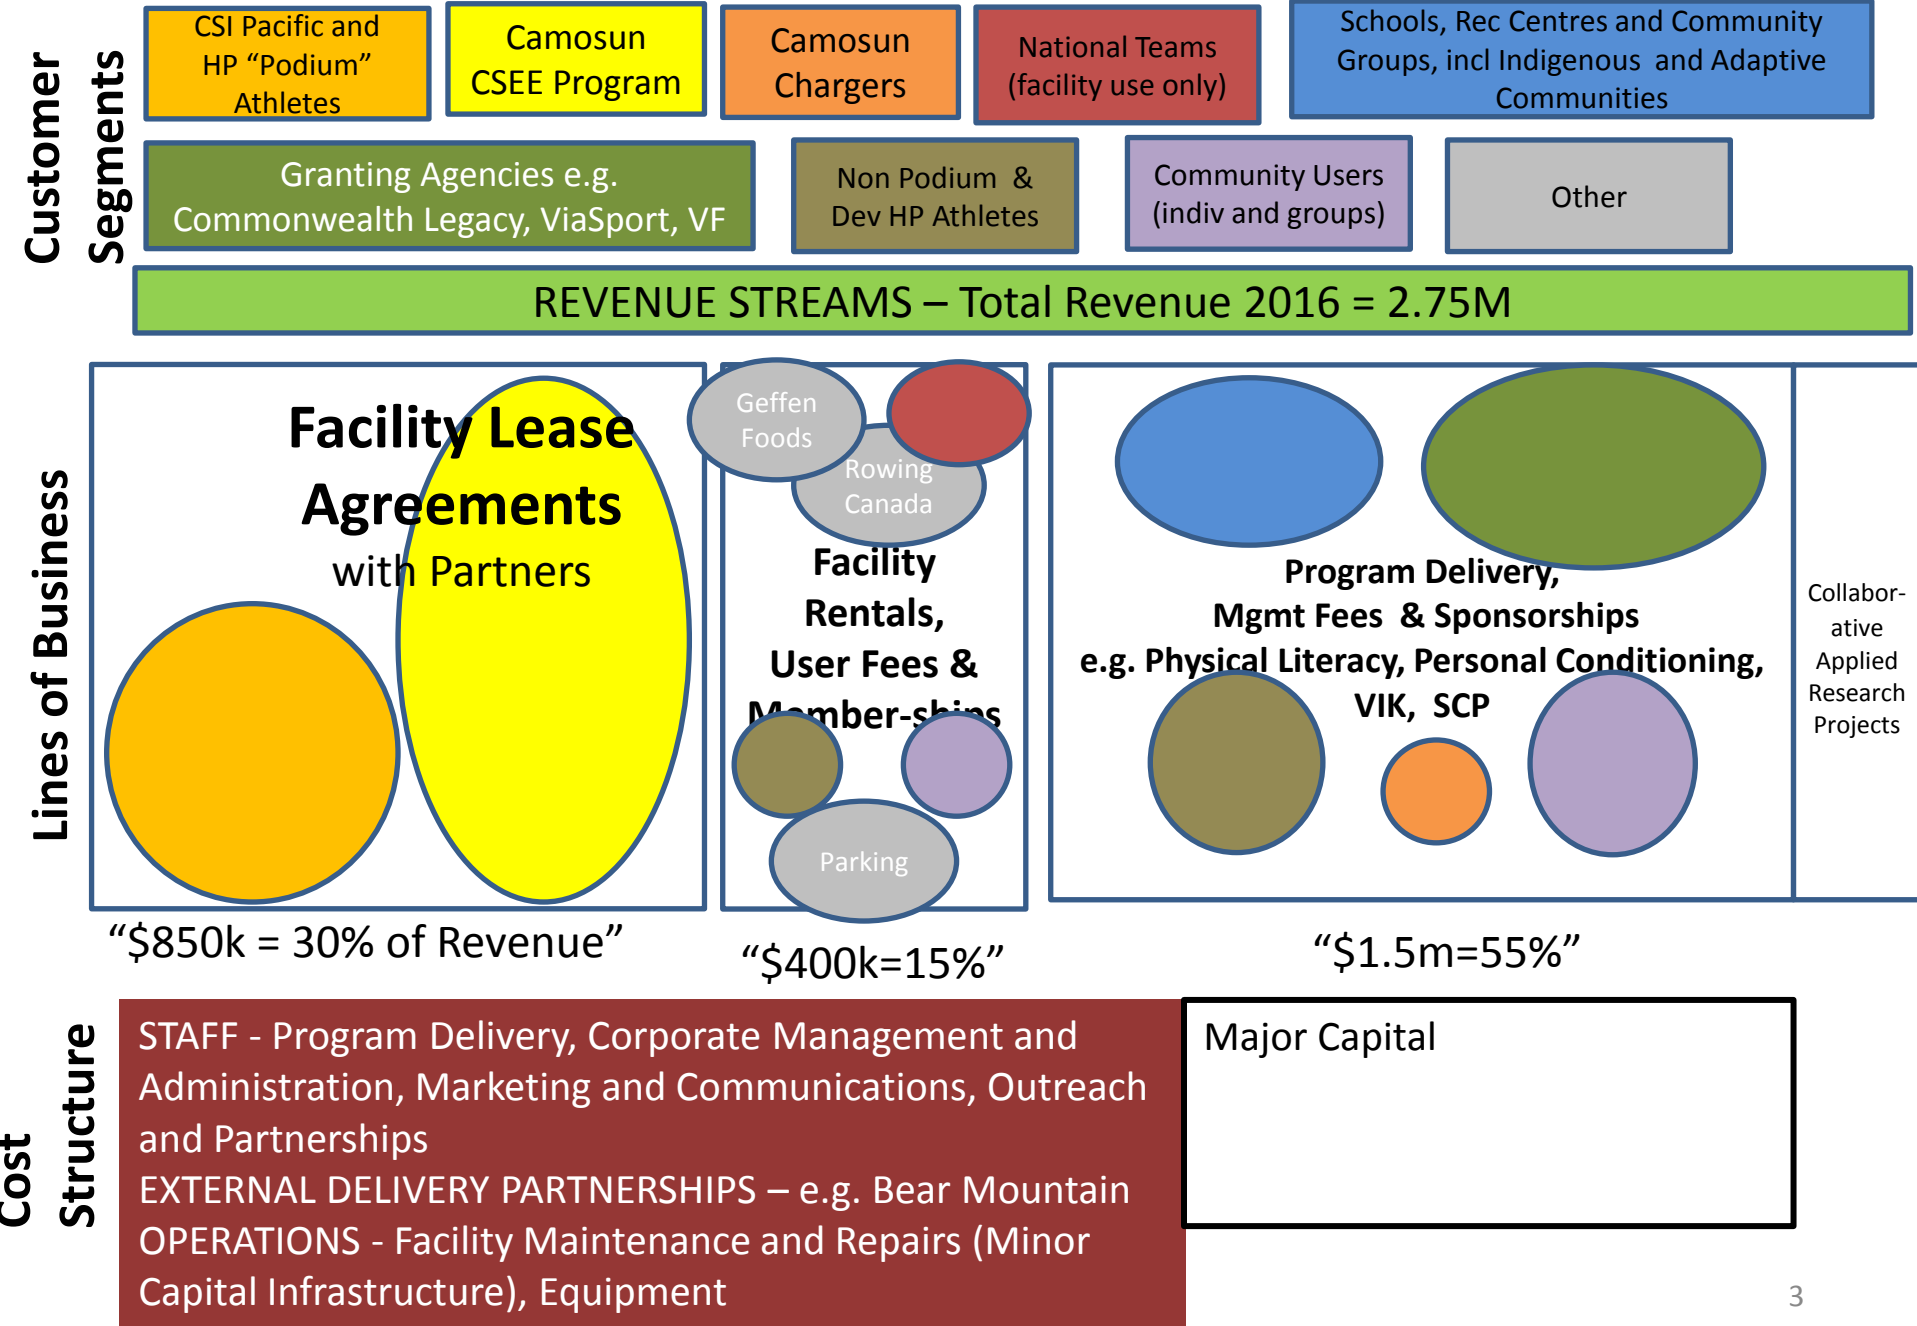 Customer
Segments
CSI Pacific and
HP “Podium”
Athletes
Camosun
CSEE Program
Camosun
Chargers
National Teams
(facility use only)
Schools, Rec Centres and Community
Groups, incl Indigenous  and Adaptive
Communities
Granting Agencies e.g.
Commonwealth Legacy, ViaSport, VF
Non Podium  &
Dev HP Athletes
Community Users
(indiv and groups)
Other
REVENUE STREAMS – Total Revenue 2016 = 2.75M
Lines of Business
Facility Lease
Agreements
with Partners
Geffen
Foods
Rowing
Canada
Facility
Rentals,
User Fees &
Member-ships
Parking
Program Delivery,
Mgmt Fees  & Sponsorships
e.g. Physical Literacy, Personal Conditioning,
VIK,  SCP
Collabor-
ative
Applied
Research
Projects
“$850k = 30% of Revenue”
“$400k=15%”
“$1.5m=55%”
Cost
Structure
STAFF - Program Delivery, Corporate Management and
Administration, Marketing and Communications, Outreach
and Partnerships
EXTERNAL DELIVERY PARTNERSHIPS – e.g. Bear Mountain
OPERATIONS - Facility Maintenance and Repairs (Minor
Capital Infrastructure), Equipment
Major Capital
3